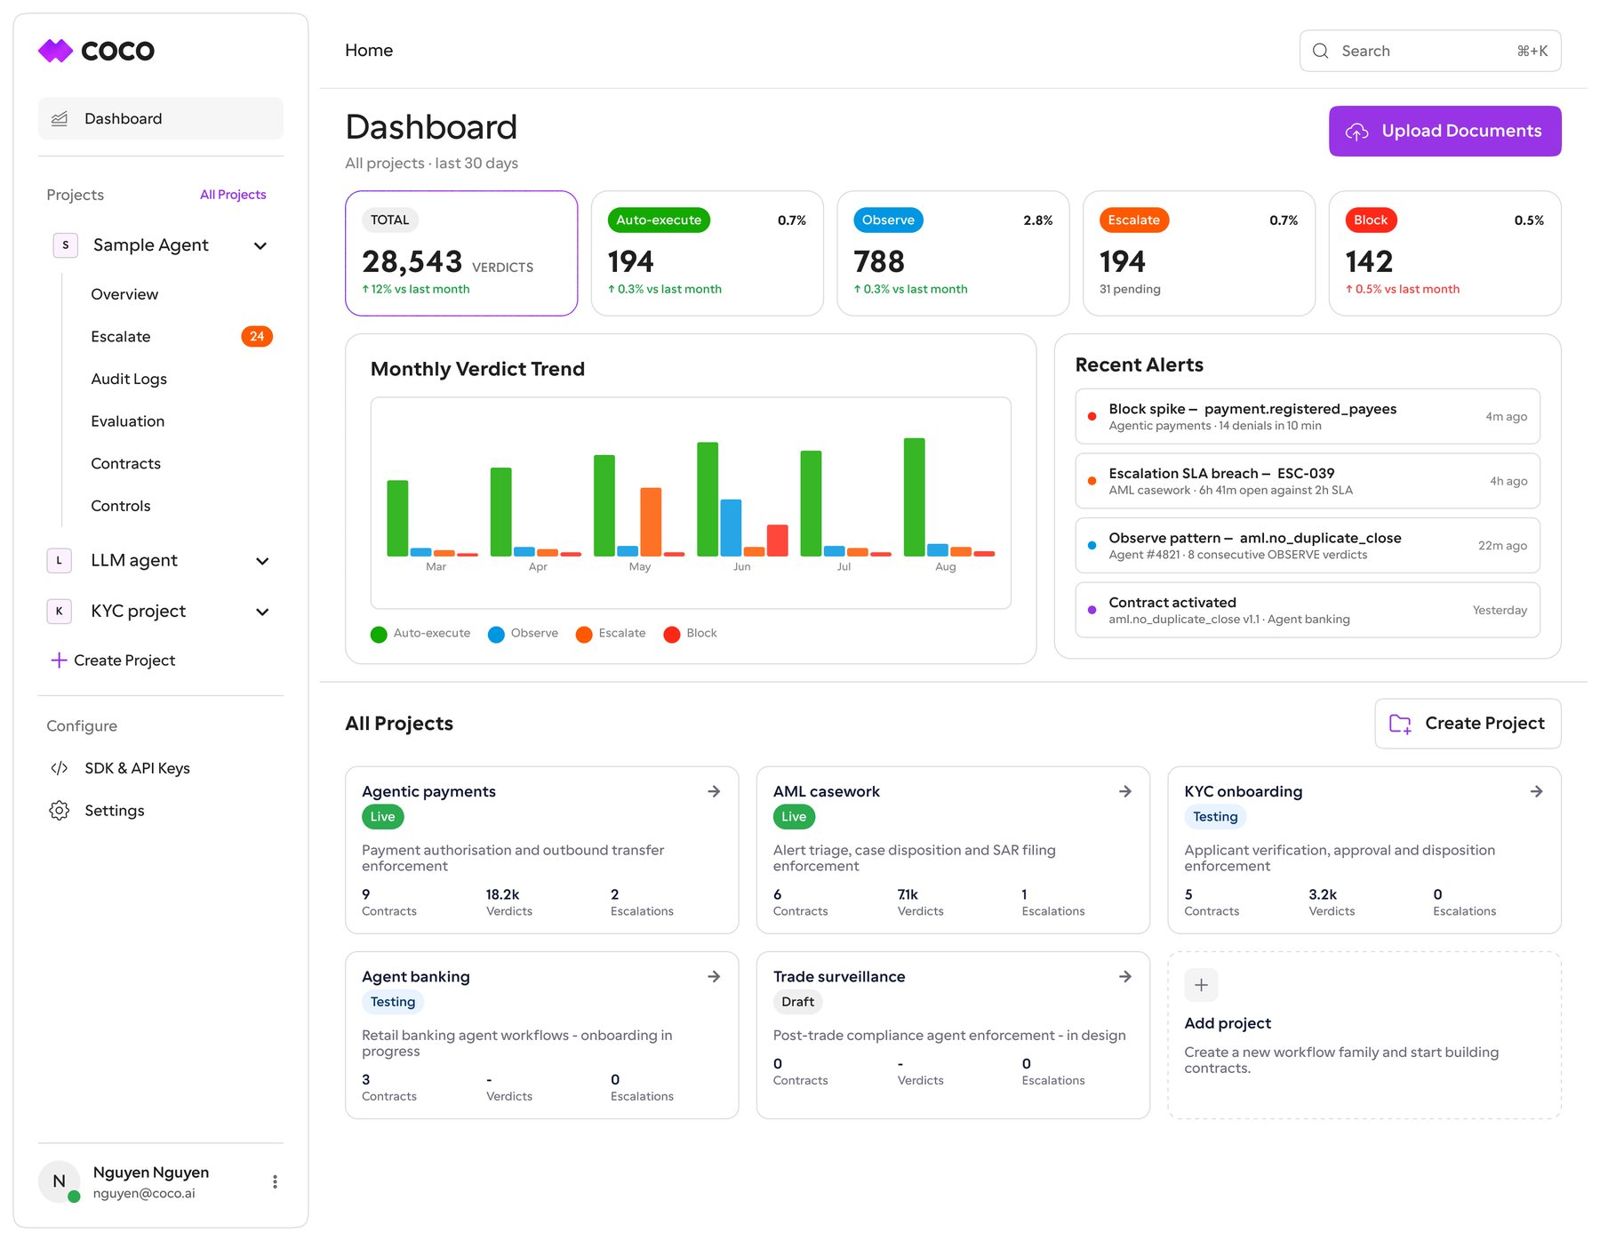 coco
Dashboard
Projects
All Projects
S
Sample Agent
Overview
Escalate
24
Audit Logs
Evaluation
Contracts
Controls
L
LLM agent
K
KYC project
Create Project
Configure
SDK & API Keys
Settings
N
Nguyen Nguyen
nguyen@coco.ai
Home
Search
⌘+K
Dashboard
All projects · last 30 days
Upload Documents
TOTAL
28,543 VERDICTS
↑ 12% vs last month
Auto-execute
0.7%
194
↑ 0.3% vs last month
Observe
2.8%
788
↑ 0.3% vs last month
Escalate
0.7%
194
31 pending
Block
0.5%
142
↑ 0.5% vs last month
Monthly Verdict Trend
Mar
Apr
May
Jun
Jul
Aug
Auto-execute
Observe
Escalate
Block
Recent Alerts
Block spike – payment.registered_payees
Agentic payments · 14 denials in 10 min
4m ago
Escalation SLA breach – ESC-039
AML casework · 6h 41m open against 2h SLA
4h ago
Observe pattern – aml.no_duplicate_close
Agent #4821 · 8 consecutive OBSERVE verdicts
22m ago
Contract activated
aml.no_duplicate_close v1.1 · Agent banking
Yesterday
All Projects
Create Project
Agentic payments
Live
Payment authorisation and outbound transfer
enforcement
9
Contracts
18.2k
Verdicts
2
Escalations
AML casework
Live
Alert triage, case disposition and SAR filing
enforcement
6
Contracts
7.1k
Verdicts
1
Escalations
KYC onboarding
Testing
Applicant verification, approval and disposition
enforcement
5
Contracts
3.2k
Verdicts
0
Escalations
Agent banking
Testing
Retail banking agent workflows - onboarding in
progress
3
Contracts
-
Verdicts
0
Escalations
Trade surveillance
Draft
Post-trade compliance agent enforcement - in design
0
Contracts
-
Verdicts
0
Escalations
Add project
Create a new workflow family and start building
contracts.